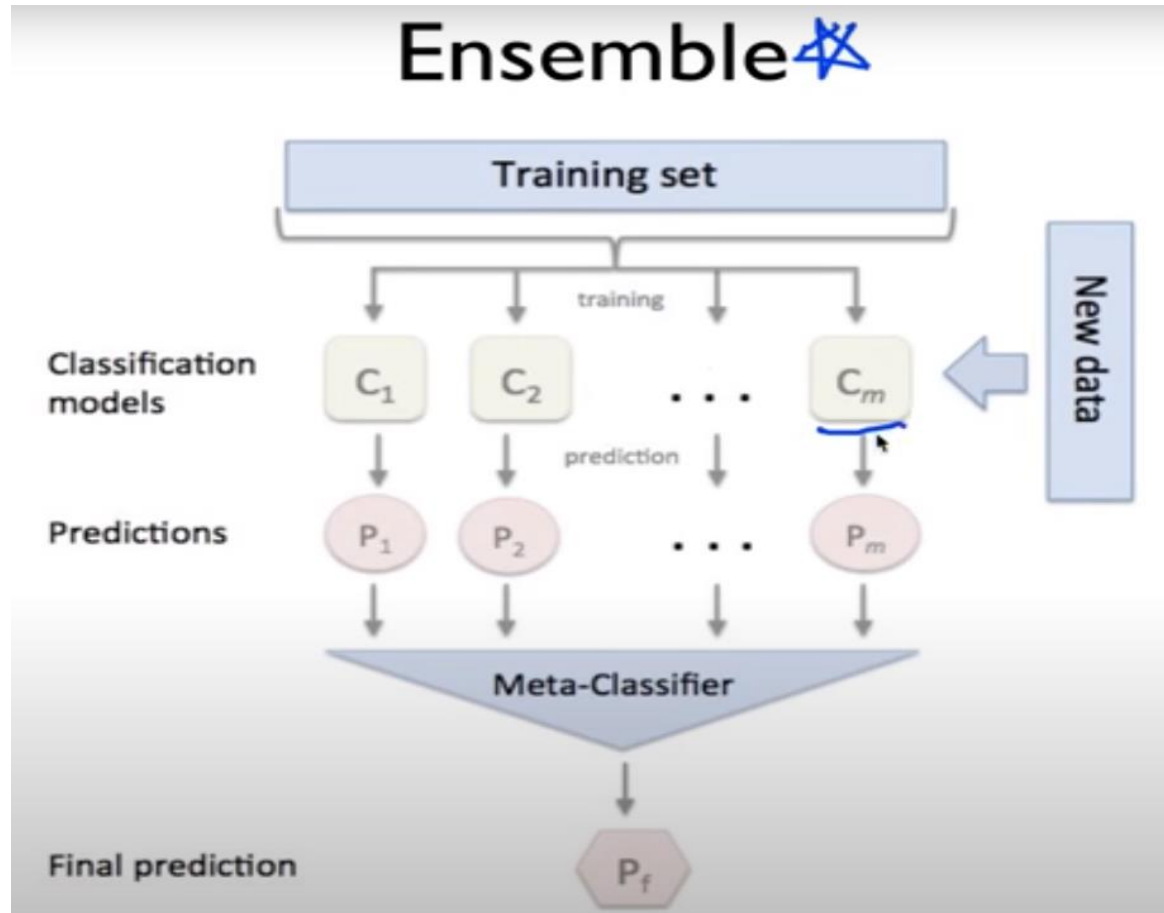 Ensemble
Training set
training
Classification
models
C1
C2
. . .
Cm
New data
prediction
Predictions
P1
P2
. . .
Pm
Meta-Classifier
Final prediction
Pf